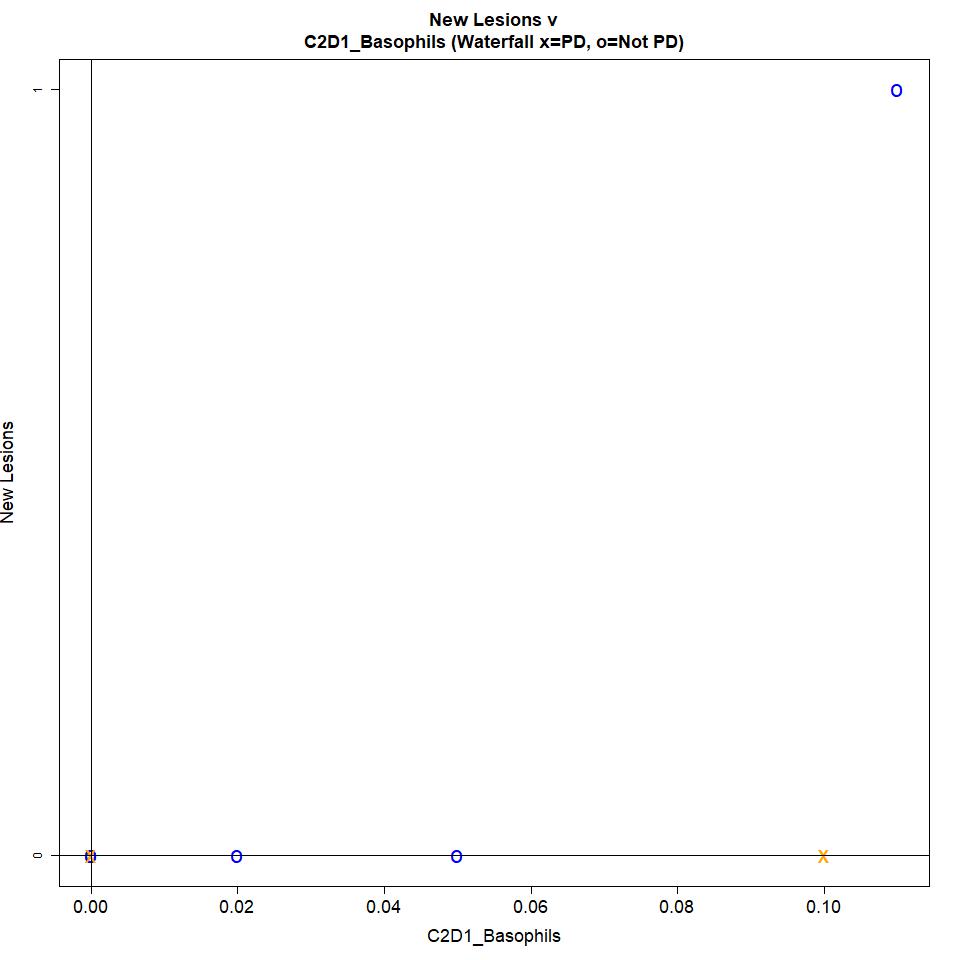 New Lesions v
C2D1_Basophils (Waterfall x=PD, o=Not PD)
1
New Lesions
0
o
x
o
o
x
o
0.00 0.02 0.04 0.06 0.08 0.10
C2D1_Basophils